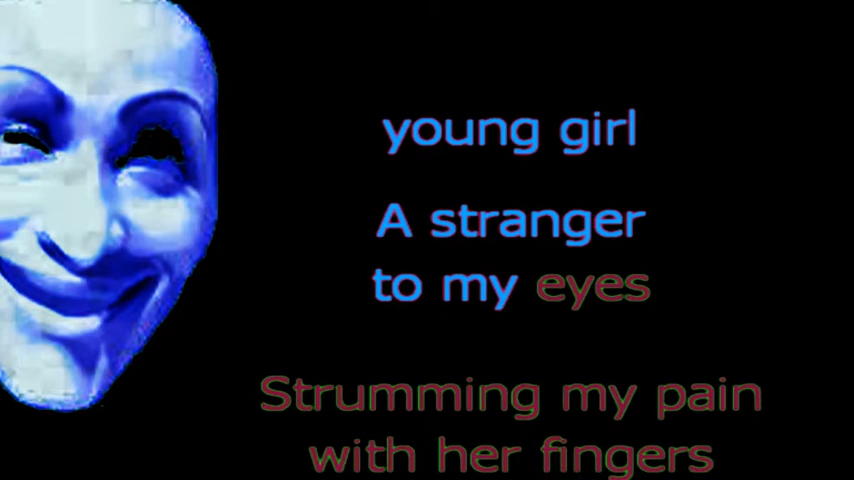 young girl
A stranger
to my eyes
Strumming my pain
with her fingers